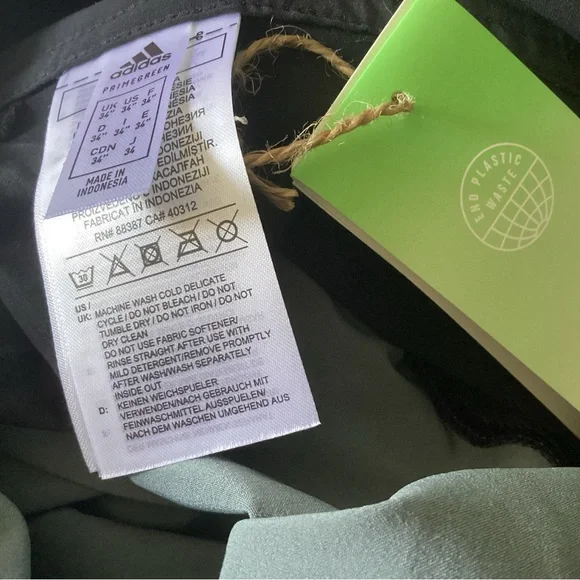 adidas
PRIMEGREEN
UK US F
34" 34" 34"
D I E
34" 34" 34"
CDN J
34" 34
MADE IN
INDONESIA
PROIZVEDENO V INDONEZIJI
FABRICAT IN INDONESIA
RN# 88387 CA# 40312
30
US /
UK: MACHINE WASH COLD DELICATE
CYCLE / DO NOT BLEACH / DO NOT
TUMBLE DRY / DO NOT IRON / DO NOT
DRY CLEAN
DO NOT USE FABRIC SOFTENER/
RINSE STRAIGHT AFTER USE WITH
MILD DETERGENT/REMOVE PROMPTLY
AFTER WASH/WASH SEPARATELY
INSIDE OUT
D: KEINEN WEICHSPUELER
VERWENDEN/NACH GEBRAUCH MIT
FEINWASCHMITTEL AUSSPUELEN/
NACH DEM WASCHEN UMGEHEND AUS
END PLASTIC
WASTE